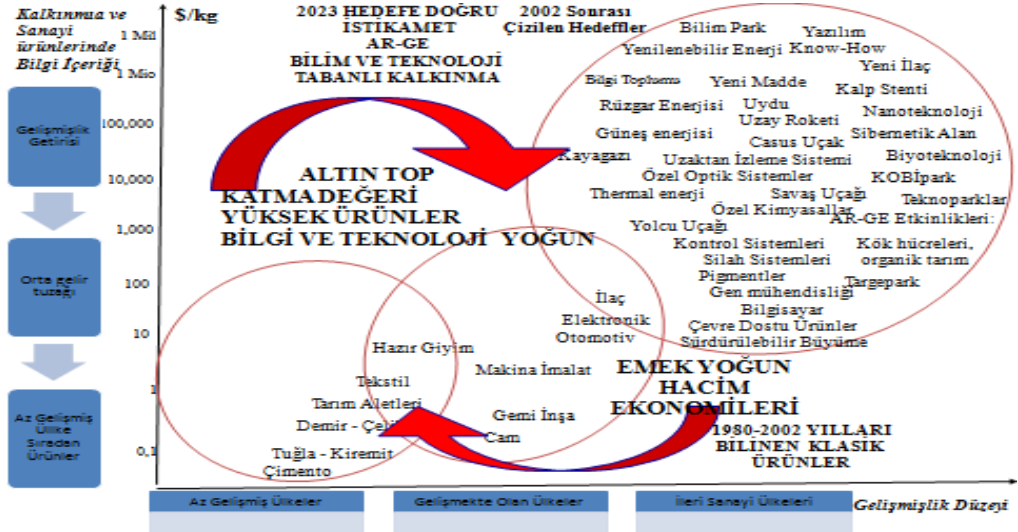 Kalkınmıa ve
Sanayi
ürünlerinde
Bilgi İçeriği
$/kg
1 Mil
1 Mio
100,000
10,000
1,000
100
10
1
0,1
Gelişmişlik
Getirisi
Orta gelir
tuzağı
Az Gelişmiş
Ülke
Sıradan
Ürünler
2023 HEDEFE DOĞRU
İSTİKAMET
AR-GE
BİLİM VE TEKNOLOJİ
TABANLI KALKINMA
2002 Sonrası
Çizilen Hedeffler
ALTIN TOP
KATMA DEĞERİ
YÜKSEK ÜRÜNLER
BİLGİ VE TEKNOLOJİ YOĞUN
Bilim Park
Yazılım
Yenilenebilir Enerji
Know-How
Yeni İlaç
Bilgi Toplumu
Yeni Madde
Kalp Stenti
Rüzgar Enerjisi
Uydu
Nanoteknoloji
Uzay Roketi
Güneş enerjisi
Sibernetik Alan
Casus Uçak
Kayagazı
Uzaktan İzleme Sistemi
Biyoteknoloji
Özel Optik Sistemler
KOBİpark
Thermal enerji
Savaş Uçağı
Teknoparklar
Özel Kimyasallar
AR-GE Etkinlikleri:
Yolcu Uçağı
Kontrol Sistemleri
Kök hücreleri,
organik tarım
Silah Sistemleri
Pigmentler
Targepark
Gen mühendisliği
Bilgisayar
Çevre Dostu Ürünler
Sürdürülebilir Büyüme
İlaç
Elektronik
Otomotiv
Hazır Giyim
Makina İmalat
Tekstil
Tarım Aletleri
Gemi İnşa
Demir - Çelik
Cam
Tuğla - Kiremit
Çimento
EMEK YOĞUN
HACİM
EKONOMİLERİ
1980-2002 YILLARI
BİLİNEN KLASİK
ÜRÜNLER
Az Gelişmiş Ülkeler
Gelişmekte Olan Ülkeler
İleri Sanayi Ülkeleri
Gelişmişlik Düzeyi